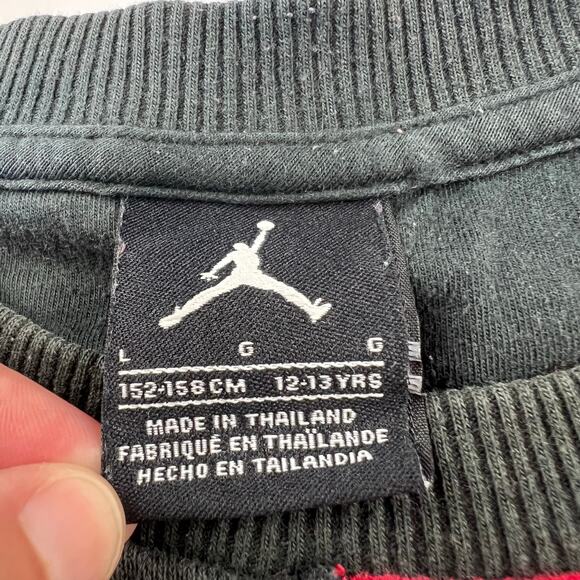 L G G
152-158 CM 12-13 YRS
MADE IN THAILAND
FABRIQUÉ EN THAÏLANDE
HECHO EN TAILANDIA